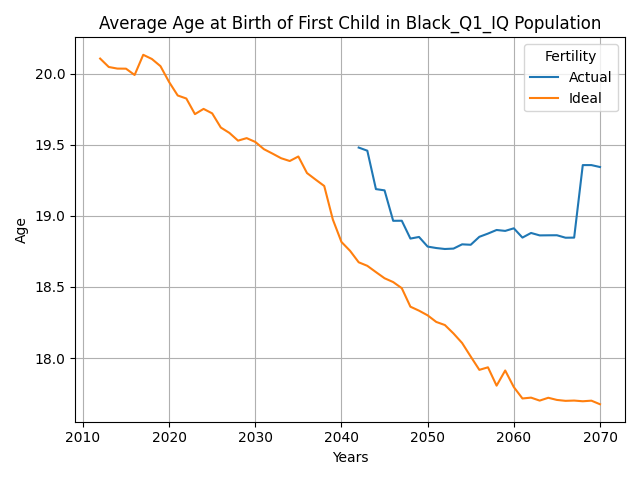 Average Age at Birth of First Child in Black_Q1_IQ Population
Fertility
Actual
Ideal
20.0
19.5
19.0
18.5
18.0
Age
2010
2020
2030
2040
2050
2060
2070
Years